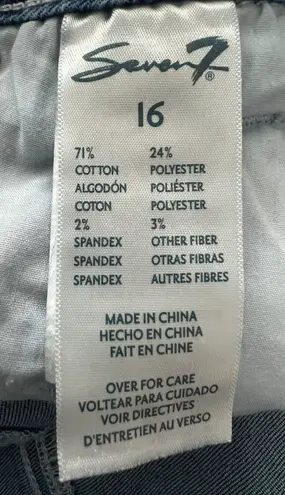 Seven7®
16
71% 24%
COTTON POLYESTER
ALGODÓN POLIÉSTER
COTON POLYESTER
2% 3%
SPANDEX OTHER FIBER
SPANDEX OTRAS FIBRAS
SPANDEX AUTRES FIBRES
MADE IN CHINA
HECHO EN CHINA
FAIT EN CHINE
OVER FOR CARE
VOLTEAR PARA CUIDADO
VOIR DIRECTIVES
D'ENTRETIEN AU VERSO